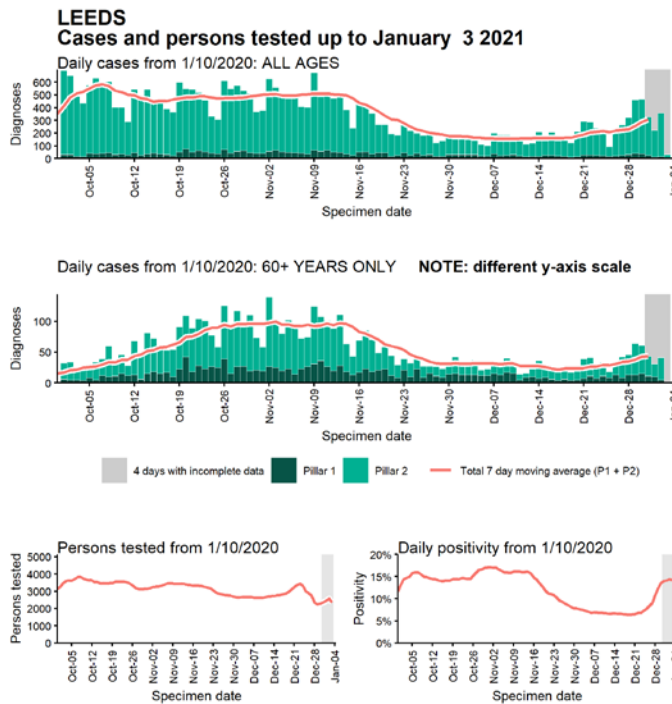 LEEDS
Cases and persons tested up to January 3 2021
Daily cases from 1/10/2020: ALL AGES
Diagnoses
600
500
400
300
200
100
0
Oct-05
Oct-12
Oct-19
Oct-26
Nov-02
Nov-09
Nov-16
Nov-23
Nov-30
Dec-07
Dec-14
Dec-21
Dec-28
Specimen date
Daily cases from 1/10/2020: 60+ YEARS ONLY NOTE: different y-axis scale
Diagnoses
100
50
0
Oct-05
Oct-12
Oct-19
Oct-26
Nov-02
Nov-09
Nov-16
Nov-23
Nov-30
Dec-07
Dec-14
Dec-21
Dec-28
Specimen date
4 days with incomplete data Pillar 1 Pillar 2 Total 7 day moving average (P1 + P2)
Persons tested from 1/10/2020
Persons tested
5000
4000
3000
2000
1000
0
Oct-05
Oct-12
Oct-19
Oct-26
Nov-02
Nov-09
Nov-16
Nov-23
Nov-30
Dec-07
Dec-14
Dec-21
Dec-28
Jan-04
Specimen date
Daily positivity from 1/10/2020
Positivity
20%
15%
10%
5%
0%
Oct-05
Oct-12
Oct-19
Oct-26
Nov-02
Nov-09
Nov-16
Nov-23
Nov-30
Dec-07
Dec-14
Dec-21
Dec-28
Specimen date